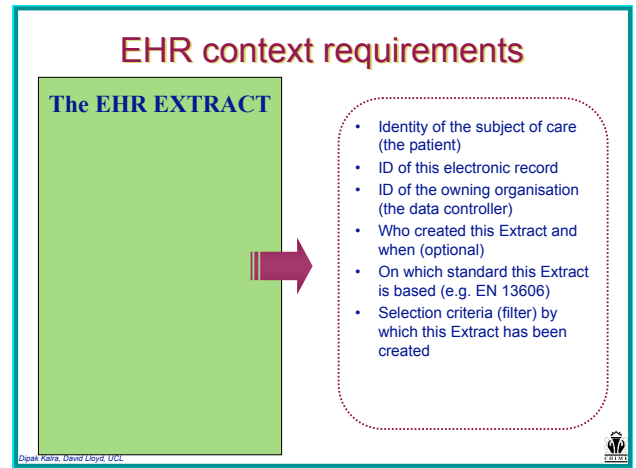 EHR context requirements
The EHR EXTRACT
• Identity of the subject of care
(the patient)
• ID of this electronic record
• ID of the owning organisation
(the data controller)
• Who created this Extract and
when (optional)
• On which standard this Extract
is based (e.g. EN 13606)
• Selection criteria (filter) by
which this Extract has been
created
Dipak Kalra, David Lloyd, UCL
CHIME